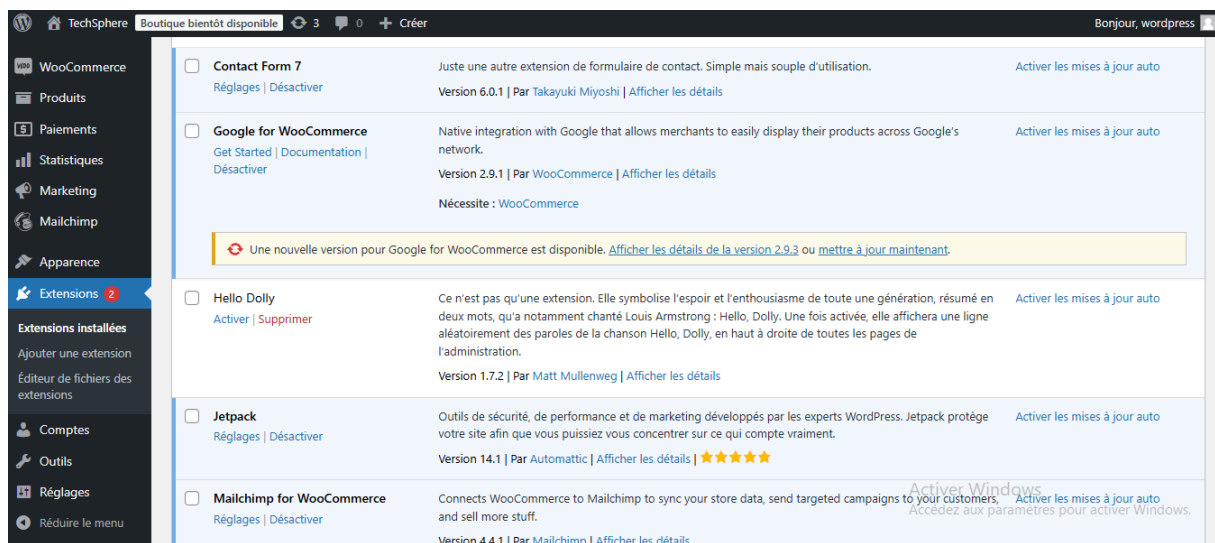 TechSphere Boutique bientôt disponible 3 0 + Créer Bonjour, wordpress
WooCommerce
Produits
Paiements
Statistiques
Marketing
Mailchimp
Apparence
Extensions 2
Extensions installées
Ajouter une extension
Éditeur de fichiers des
extensions
Comptes
Outils
Réglages
Réduire le menu
Contact Form 7
Réglages | Désactiver
Juste une autre extension de formulaire de contact. Simple mais souple d'utilisation.
Version 6.0.1 | Par Takayuki Miyoshi | Afficher les détails
Activer les mises à jour auto
Google for WooCommerce
Get Started | Documentation |
Désactiver
Native integration with Google that allows merchants to easily display their products across Google's
network.
Version 2.9.1 | Par WooCommerce | Afficher les détails
Nécessite : WooCommerce
Activer les mises à jour auto
Une nouvelle version pour Google for WooCommerce est disponible. Afficher les détails de la version 2.9.3 ou mettre à jour maintenant.
Hello Dolly
Activer | Supprimer
Ce n'est pas qu'une extension. Elle symbolise l'espoir et l'enthousiasme de toute une génération, résumé en
deux mots, qu'a notamment chanté Louis Armstrong : Hello, Dolly. Une fois activée, elle affichera une ligne
aléatoirement des paroles de la chanson Hello, Dolly, en haut à droite de toutes les pages de
l'administration.
Version 1.7.2 | Par Matt Mullenweg | Afficher les détails
Activer les mises à jour auto
Jetpack
Réglages | Désactiver
Outils de sécurité, de performance et de marketing développés par les experts WordPress. Jetpack protège
votre site afin que vous puissiez vous concentrer sur ce qui compte vraiment.
Version 14.1 | Par Automattic | Afficher les détails |
Activer les mises à jour auto
Mailchimp for WooCommerce
Réglages | Désactiver
Connects WooCommerce to Mailchimp to sync your store data, send targeted campaigns to your customers,
and sell more stuff.
Version 4.4.1 | Par Mailchimp | Afficher les détails
Activer les mises à jour auto
Activer Windows
Accédez aux paramètres pour activer Windows.